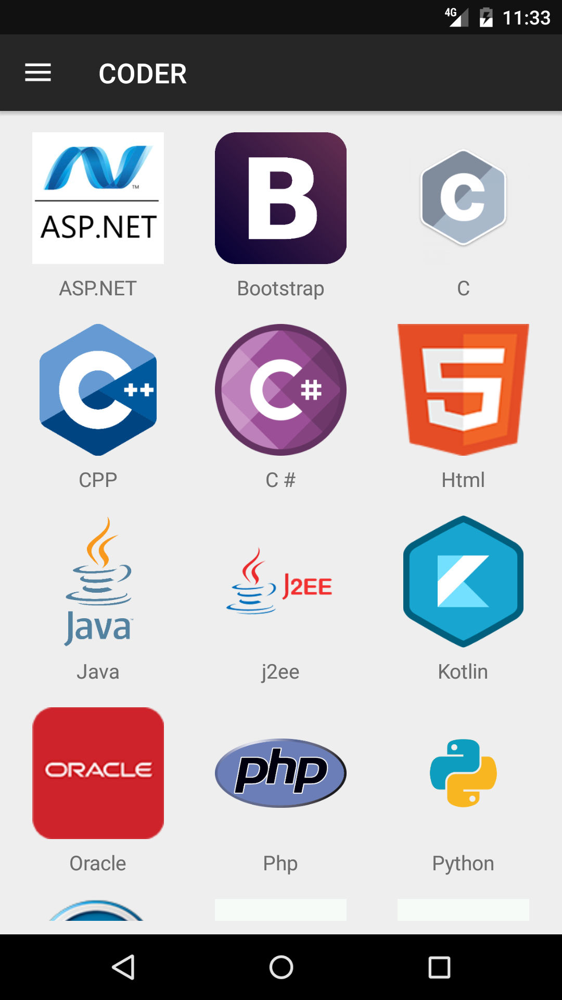 4G 11:33
CODER
TM
ASP.NET
B
C
ASP.NET
Bootstrap
C
C++
C#
5
CPP
C #
Html
Java
J2EE
Java
j2ee
Kotlin
ORACLE
php
Oracle
Php
Python